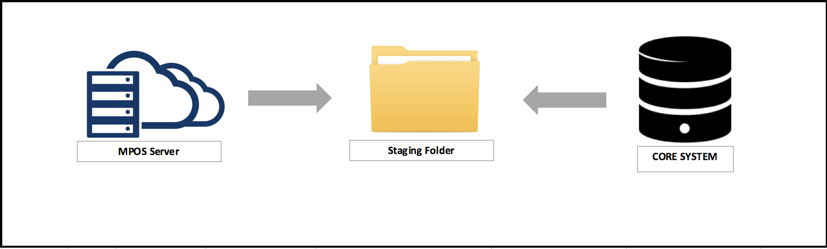 MPOS Server
Staging Folder
CORE SYSTEM